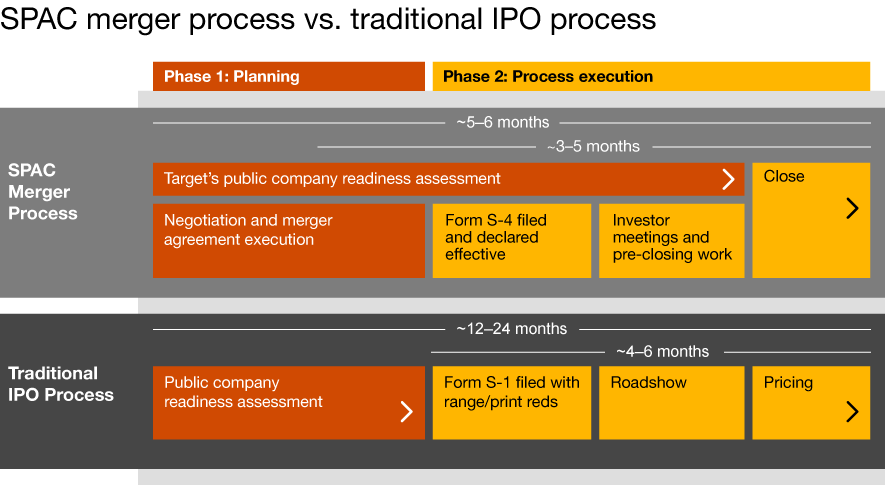 SPAC merger process vs. traditional IPO process
Phase 1: Planning
Phase 2: Process execution
~5–6 months
~3–5 months
SPAC
Merger
Process
Target's public company readiness assessment
Close
Negotiation and merger
agreement execution
Form S-4 filed
and declared
effective
Investor
meetings and
pre-closing work
~12–24 months
~4–6 months
Traditional
IPO Process
Public company
readiness assessment
Form S-1 filed with
range/print reds
Roadshow
Pricing